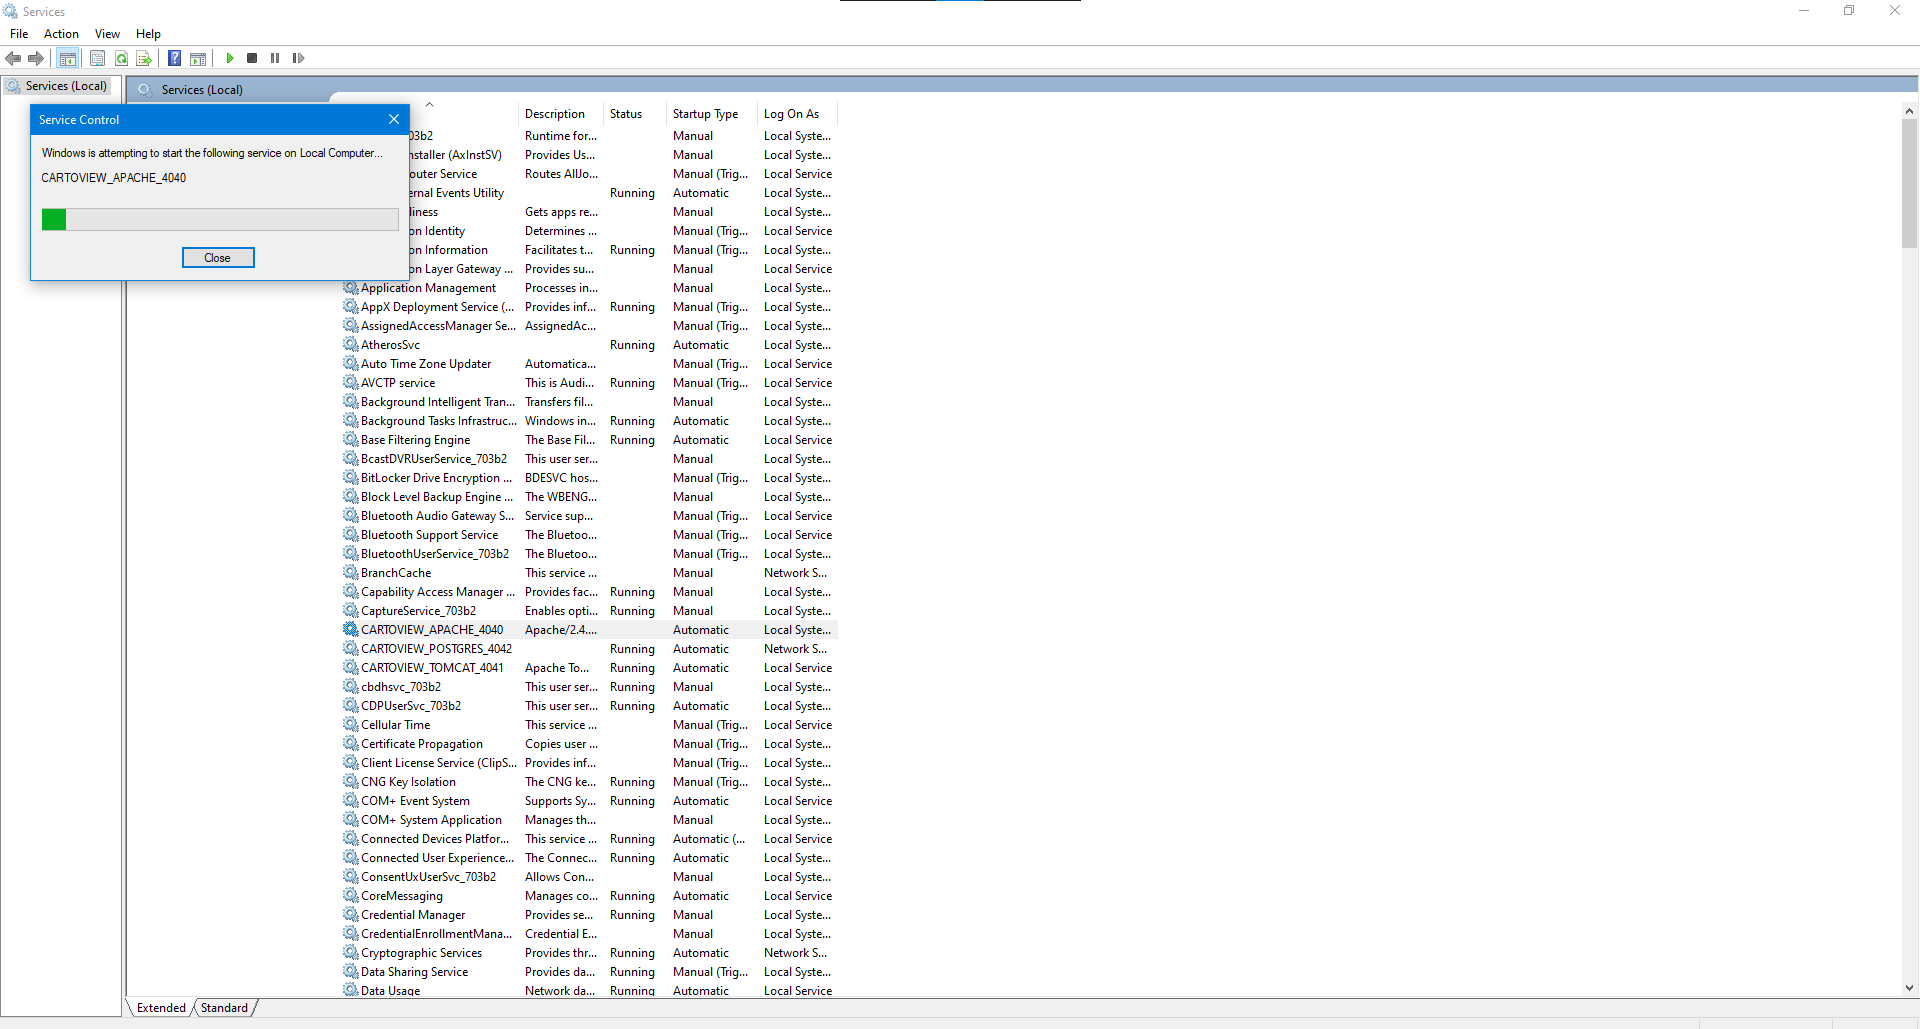 Services
File Action View Help
Services (Local)
Services (Local)
Service Control
Windows is attempting to start the following service on Local Computer...
CARTOVIEW_APACHE_4040
Close
Description Status Startup Type Log On As
03b2 Runtime for... Manual Local Syste...
nstaller (AxInstSV) Provides Us... Manual Local Syste...
outer Service Routes AllJo... Manual (Trig... Local Service
ernal Events Utility Running Automatic Local Syste...
liness Gets apps re... Manual Local Syste...
on Identity Determines ... Manual (Trig... Local Service
on Information Facilitates t... Running Manual (Trig... Local Syste...
on Layer Gateway ... Provides su... Manual Local Service
Application Management Processes in... Manual Local Syste...
AppX Deployment Service (... Provides inf... Running Manual (Trig... Local Syste...
AssignedAccessManager Se... AssignedAc... Manual (Trig... Local Syste...
AtherosSvc Running Automatic Local Syste...
Auto Time Zone Updater Automatica... Manual (Trig... Local Service
AVCTP service This is Audi... Running Manual (Trig... Local Service
Background Intelligent Tran... Transfers fil... Manual Local Syste...
Background Tasks Infrastruc... Windows in... Running Automatic Local Syste...
Base Filtering Engine The Base Fil... Running Automatic Local Service
BcastDVRUserService_703b2 This user ser... Manual Local Syste...
BitLocker Drive Encryption ... BDESVC hos... Manual (Trig... Local Syste...
Block Level Backup Engine ... The WBENG... Manual Local Syste...
Bluetooth Audio Gateway S... Service sup... Manual (Trig... Local Service
Bluetooth Support Service The Bluetoo... Manual (Trig... Local Service
BluetoothUserService_703b2 The Bluetoo... Manual (Trig... Local Syste...
BranchCache This service ... Manual Network S...
Capability Access Manager ... Provides fac... Running Manual Local Syste...
CaptureService_703b2 Enables opti... Running Manual Local Syste...
CARTOVIEW_APACHE_4040 Apache/2.4.... Automatic Local Syste...
CARTOVIEW_POSTGRES_4042 Running Automatic Network S...
CARTOVIEW_TOMCAT_4041 Apache To... Running Automatic Local Service
cbdhsvc_703b2 This user ser... Running Manual Local Syste...
CDPUserSvc_703b2 This user ser... Running Automatic Local Syste...
Cellular Time This service ... Manual (Trig... Local Service
Certificate Propagation Copies user ... Manual (Trig... Local Syste...
Client License Service (ClipS... Provides inf... Manual (Trig... Local Syste...
CNG Key Isolation The CNG ke... Running Manual (Trig... Local Syste...
COM+ Event System Supports Sy... Running Automatic Local Service
COM+ System Application Manages th... Manual Local Syste...
Connected Devices Platfor... This service ... Running Automatic (... Local Service
Connected User Experience... The Connec... Running Automatic Local Syste...
ConsentUxUserSvc_703b2 Allows Con... Manual Local Syste...
CoreMessaging Manages co... Running Automatic Local Service
Credential Manager Provides se... Running Manual Local Syste...
CredentialEnrollmentMana... Credential E... Manual Local Syste...
Cryptographic Services Provides thr... Running Automatic Network S...
Data Sharing Service Provides da... Running Manual (Trig... Local Syste...
Data Usage Network da... Running Automatic Local Service
Extended Standard